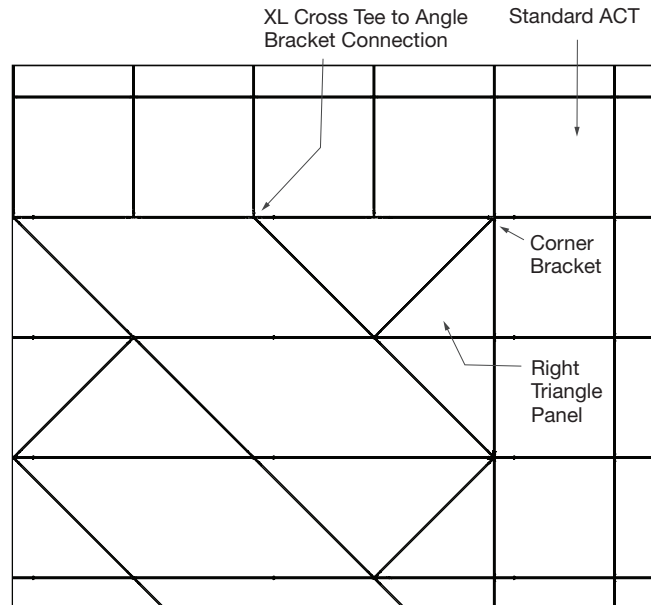 XL Cross Tee to Angle
Bracket Connection
Standard ACT
Corner
Bracket
Right
Triangle
Panel